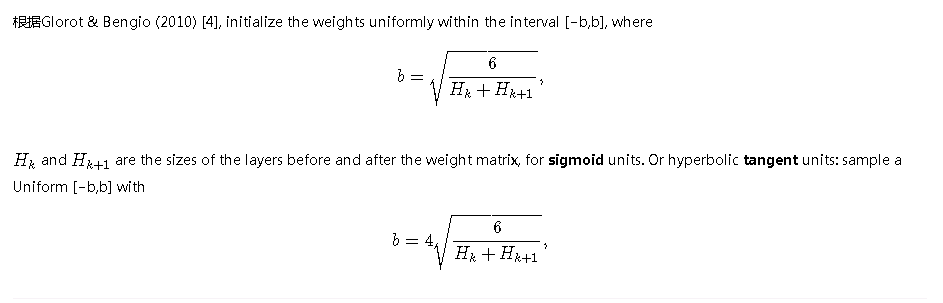 根据Glorot & Bengio (2010) [4], initialize the weights uniformly within the interval [-b,b], where
b = \sqrt{\frac{6}{H_k + H_{k+1}}},
H_k and H_{k+1} are the sizes of the layers before and after the weight matrix, for sigmoid units. Or hyperbolic tangent units: sample a
Uniform [-b,b] with
b = 4\sqrt{\frac{6}{H_k + H_{k+1}}},